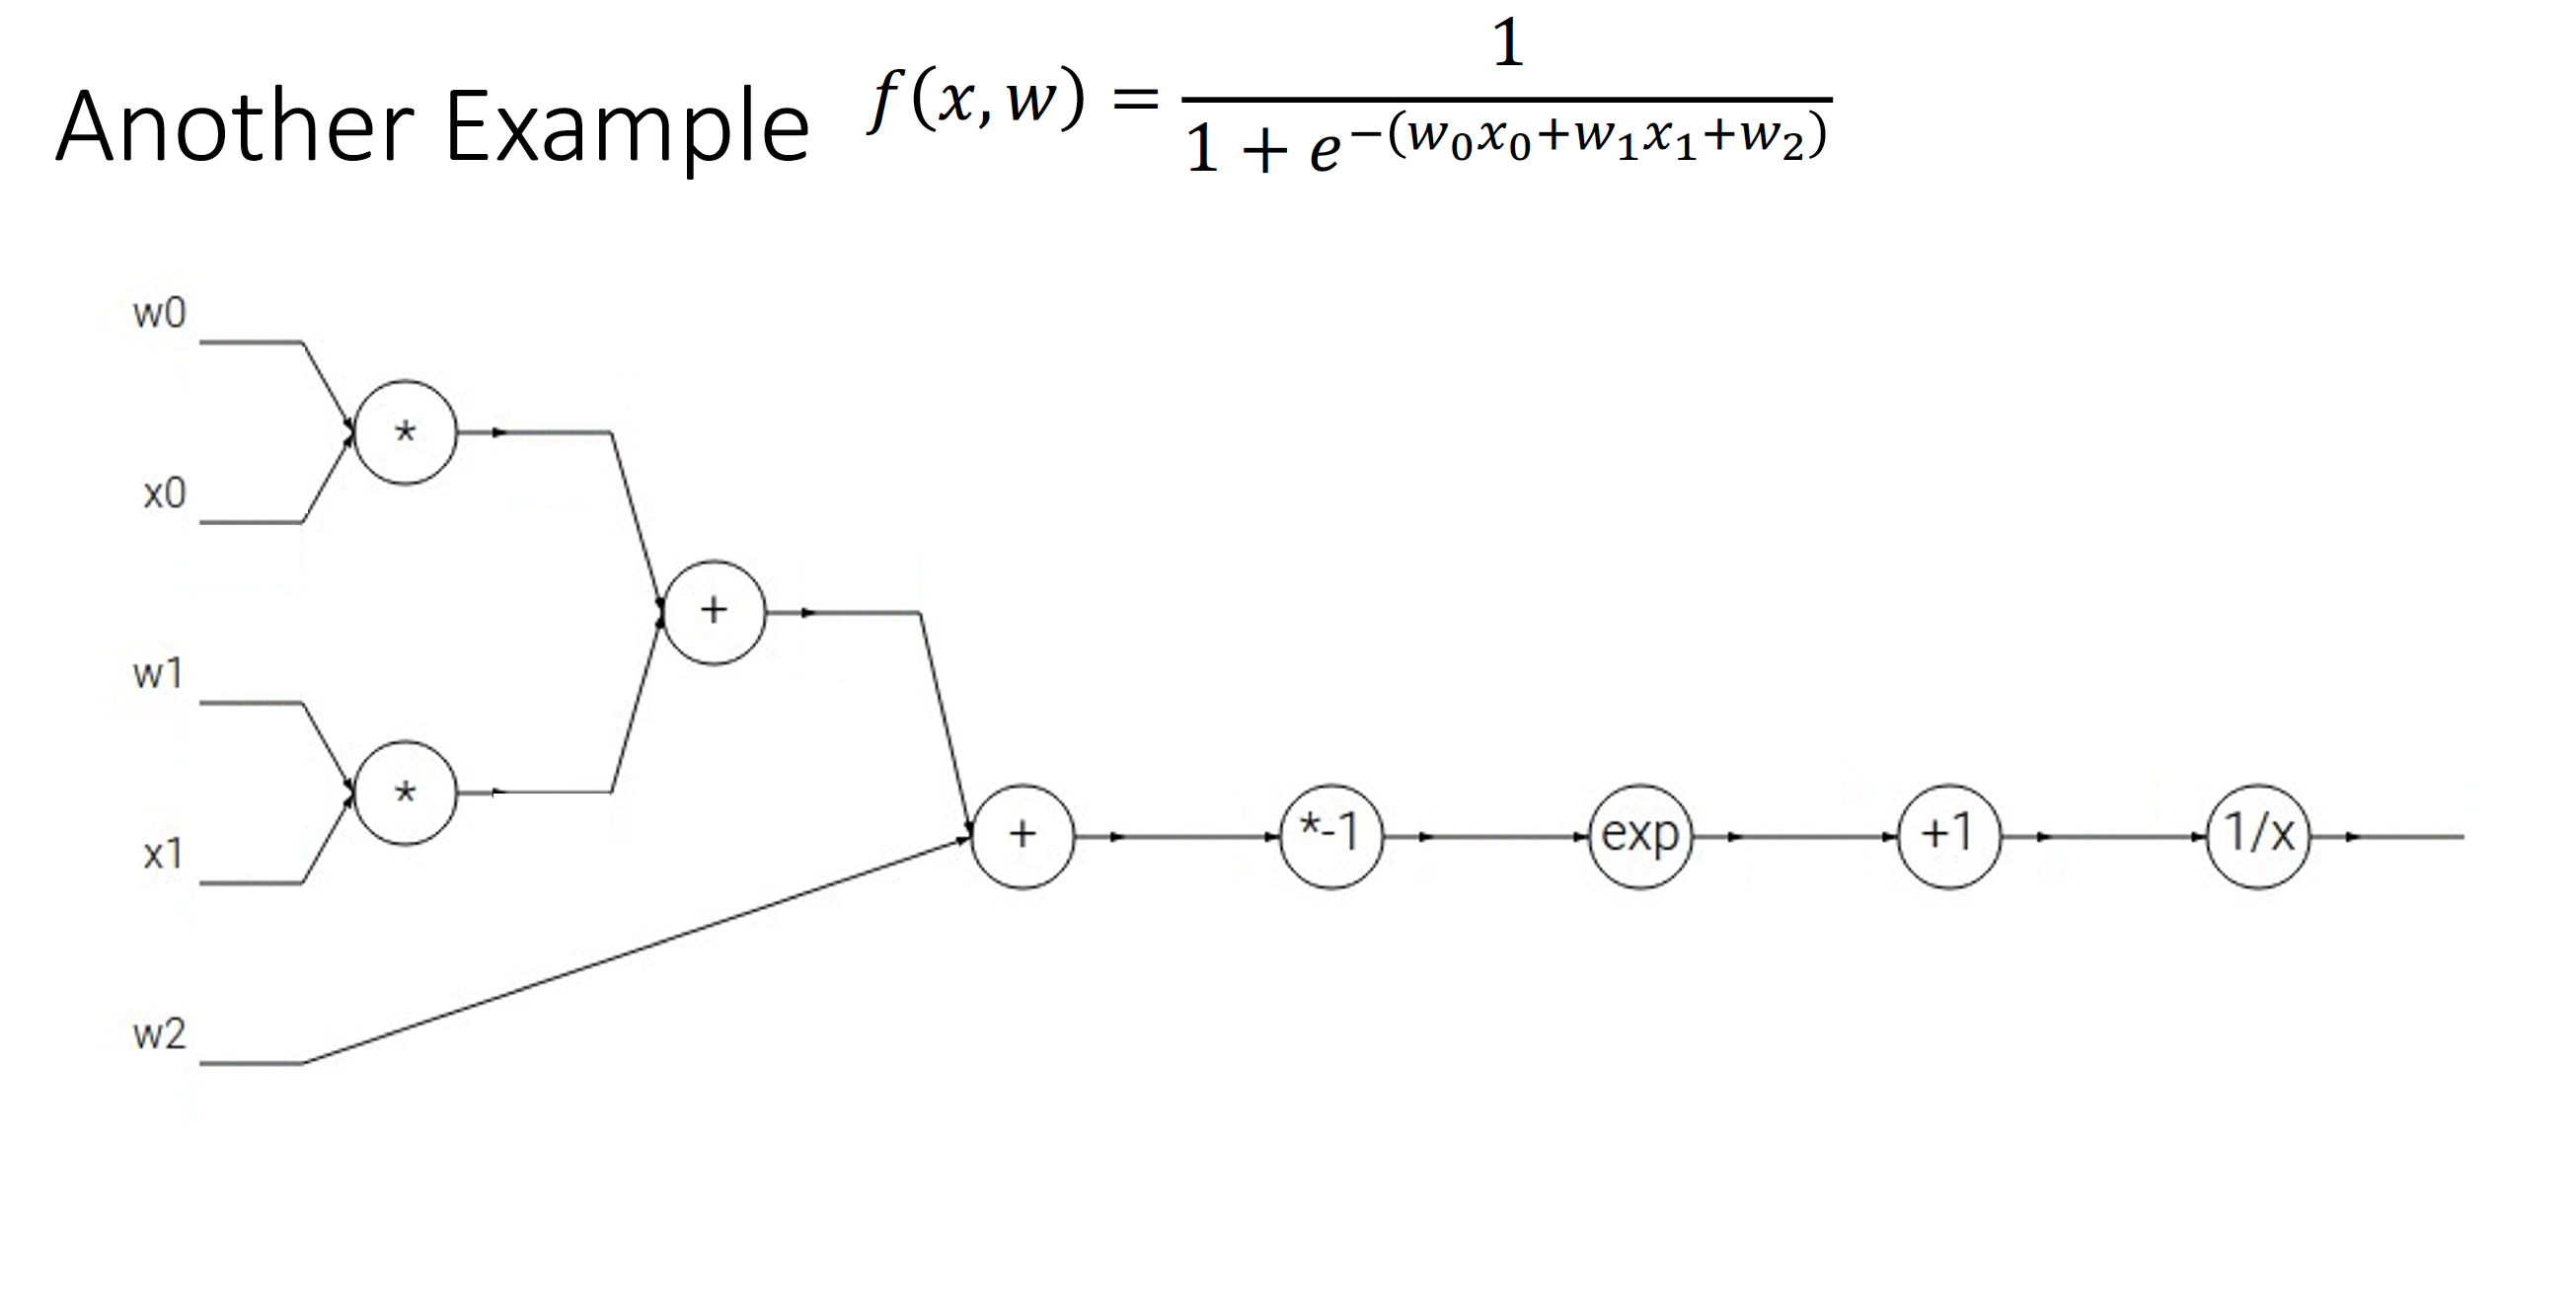 Another Example f(x, w) = 1 / (1 + e^−(w₀x₀+w₁x₁+w₂))
w0
*
x0
+
w1
*
x1
+ *-1 exp +1 1/x
w2